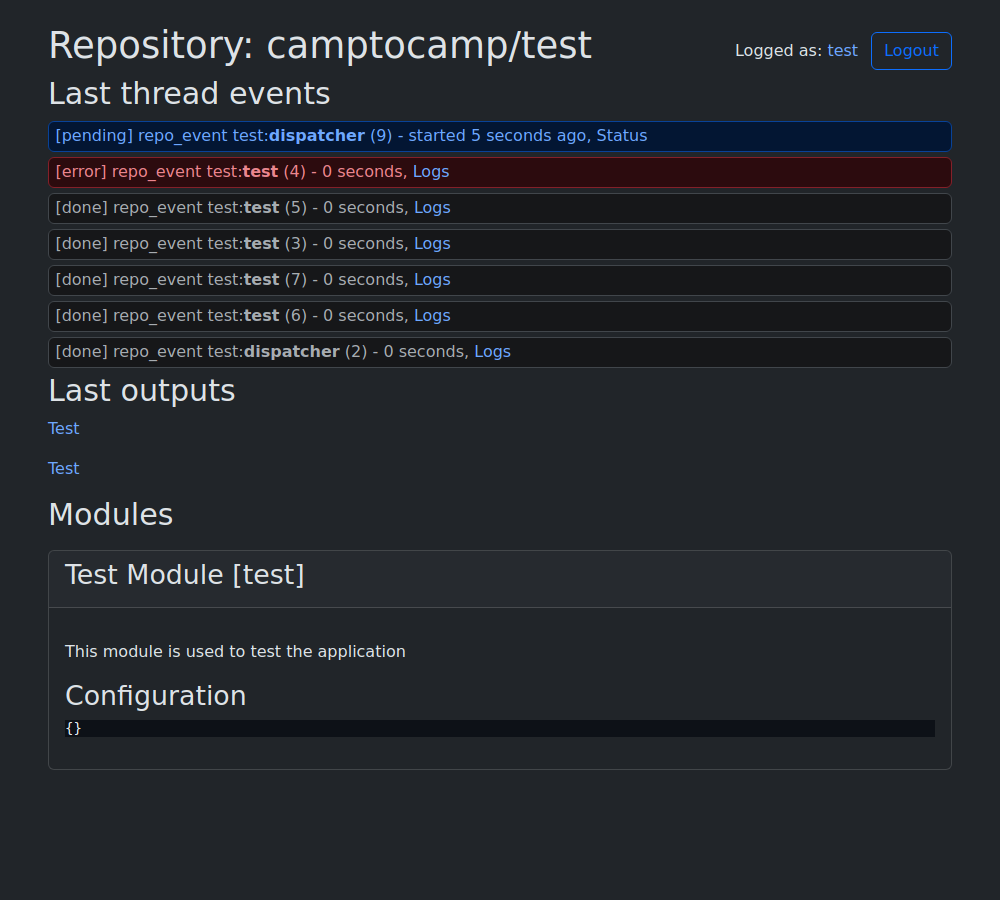 Repository: camptocamp/test
Logged as: test Logout
Last thread events
[pending] repo_event test:dispatcher (9) - started 5 seconds ago, Status
[error] repo_event test:test (4) - 0 seconds, Logs
[done] repo_event test:test (5) - 0 seconds, Logs
[done] repo_event test:test (3) - 0 seconds, Logs
[done] repo_event test:test (7) - 0 seconds, Logs
[done] repo_event test:test (6) - 0 seconds, Logs
[done] repo_event test:dispatcher (2) - 0 seconds, Logs
Last outputs
Test
Test
Modules
Test Module [test]
This module is used to test the application
Configuration
{}